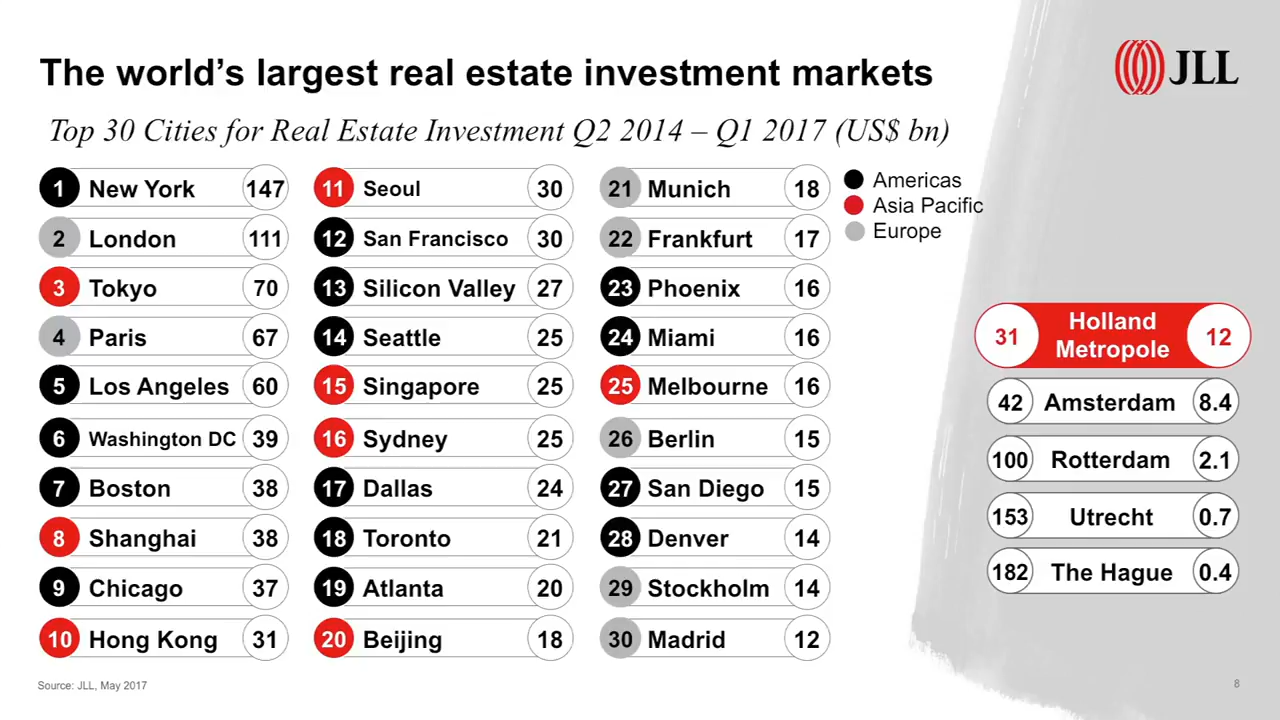 The world's largest real estate investment markets
JLL
Top 30 Cities for Real Estate Investment Q2 2014 – Q1 2017 (US$ bn)
1 New York 147
2 London 111
3 Tokyo 70
4 Paris 67
5 Los Angeles 60
6 Washington DC 39
7 Boston 38
8 Shanghai 38
9 Chicago 37
10 Hong Kong 31
11 Seoul 30
12 San Francisco 30
13 Silicon Valley 27
14 Seattle 25
15 Singapore 25
16 Sydney 25
17 Dallas 24
18 Toronto 21
19 Atlanta 20
20 Beijing 18
21 Munich 18
22 Frankfurt 17
23 Phoenix 16
24 Miami 16
25 Melbourne 16
26 Berlin 15
27 San Diego 15
28 Denver 14
29 Stockholm 14
30 Madrid 12
Americas
Asia Pacific
Europe
31 Holland
Metropole 12
42 Amsterdam 8.4
100 Rotterdam 2.1
153 Utrecht 0.7
182 The Hague 0.4
Source: JLL, May 2017
8